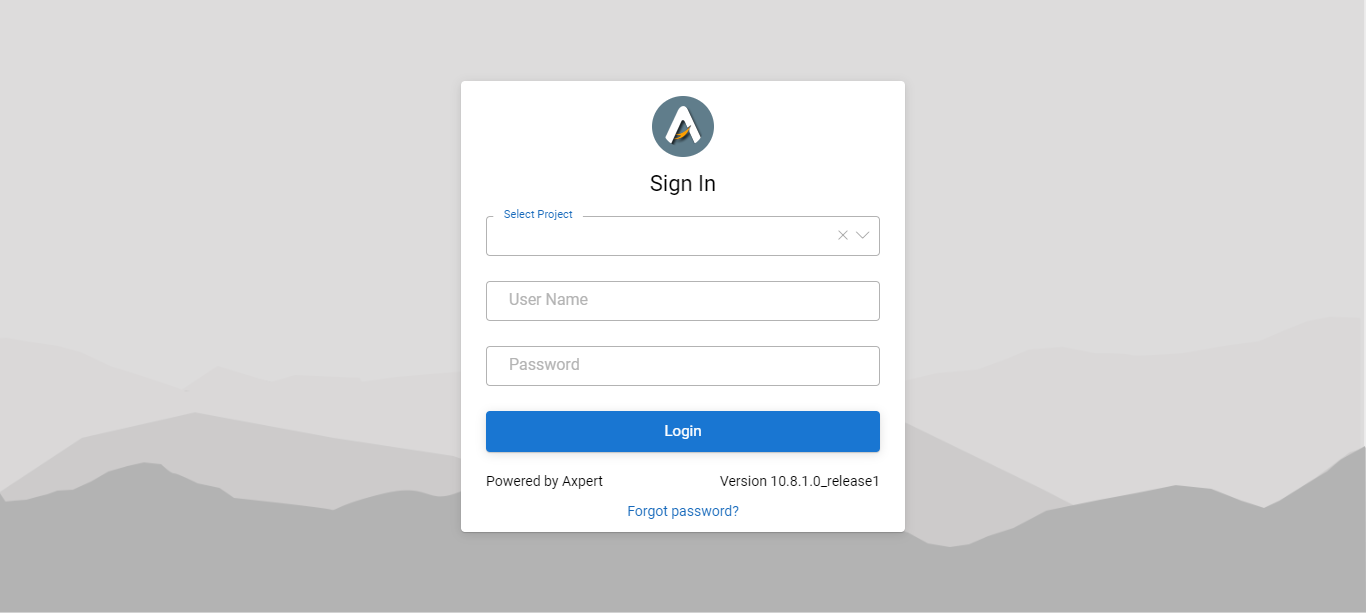 Sign In
Select Project
User Name
Password
Login
Powered by Axpert
Version 10.8.1.0_release1
Forgot password?